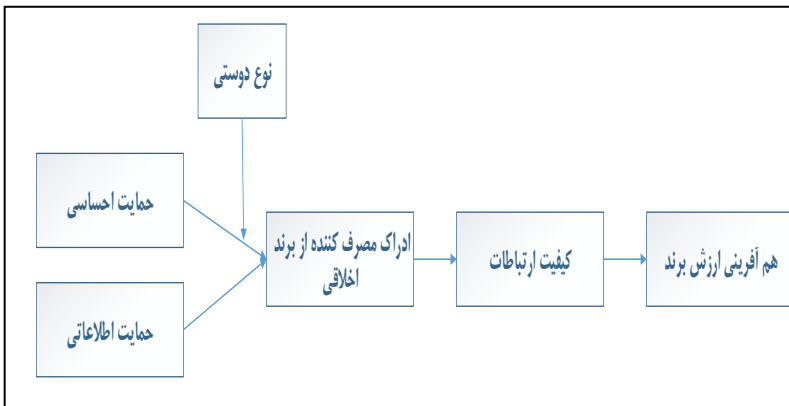 نوع دوستی
حمایت احساسی
ادراک مصرف کننده از برند
اخلاقی
کیفیت ارتباطات
هم آفرینی ارزش برند
حمایت اطلاعاتی